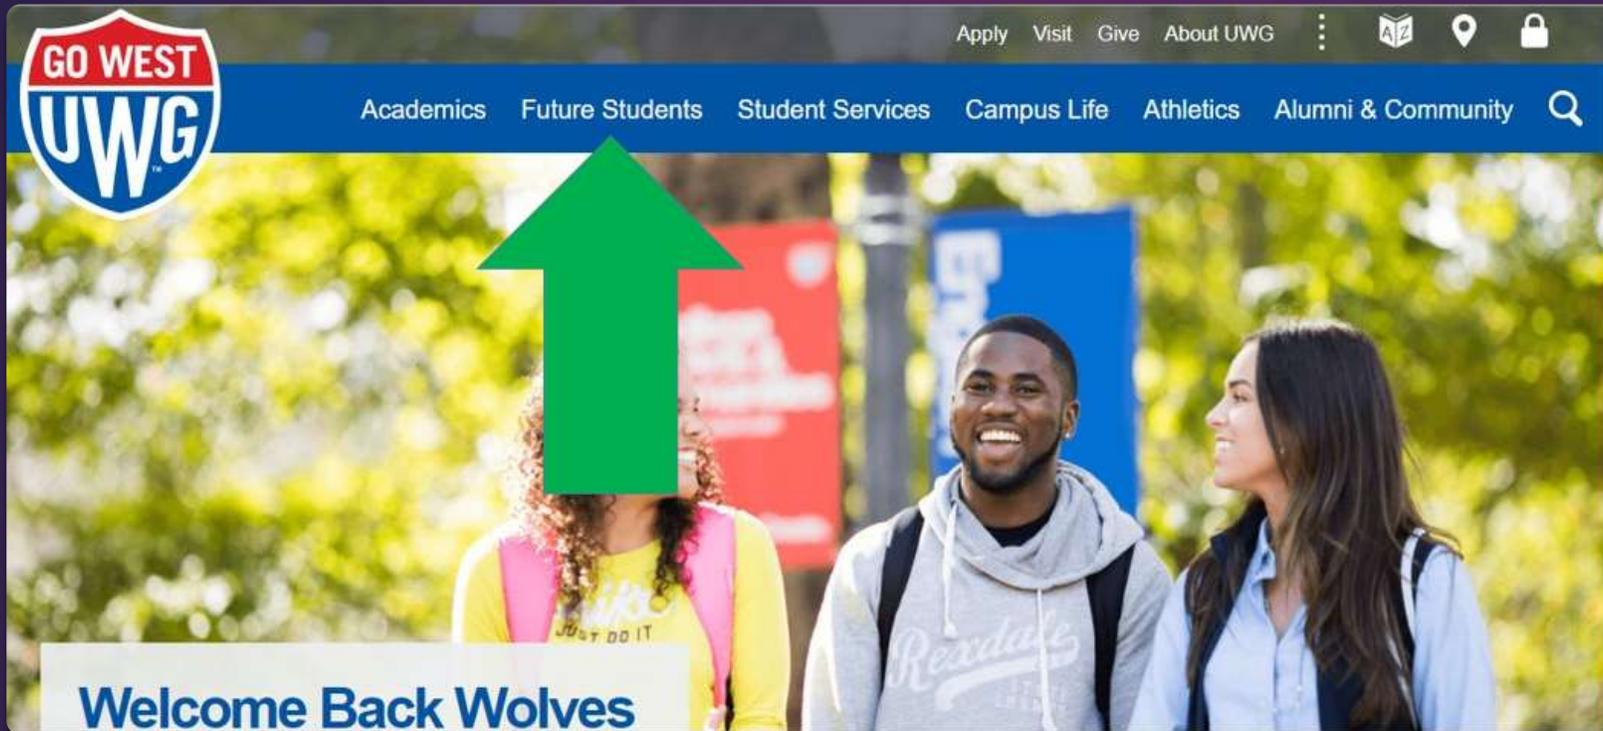 GO WEST
UWG
Apply Visit Give About UWG
AZ
Academics Future Students Student Services Campus Life Athletics Alumni & Community
JUST DO IT
Welcome Back Wolves